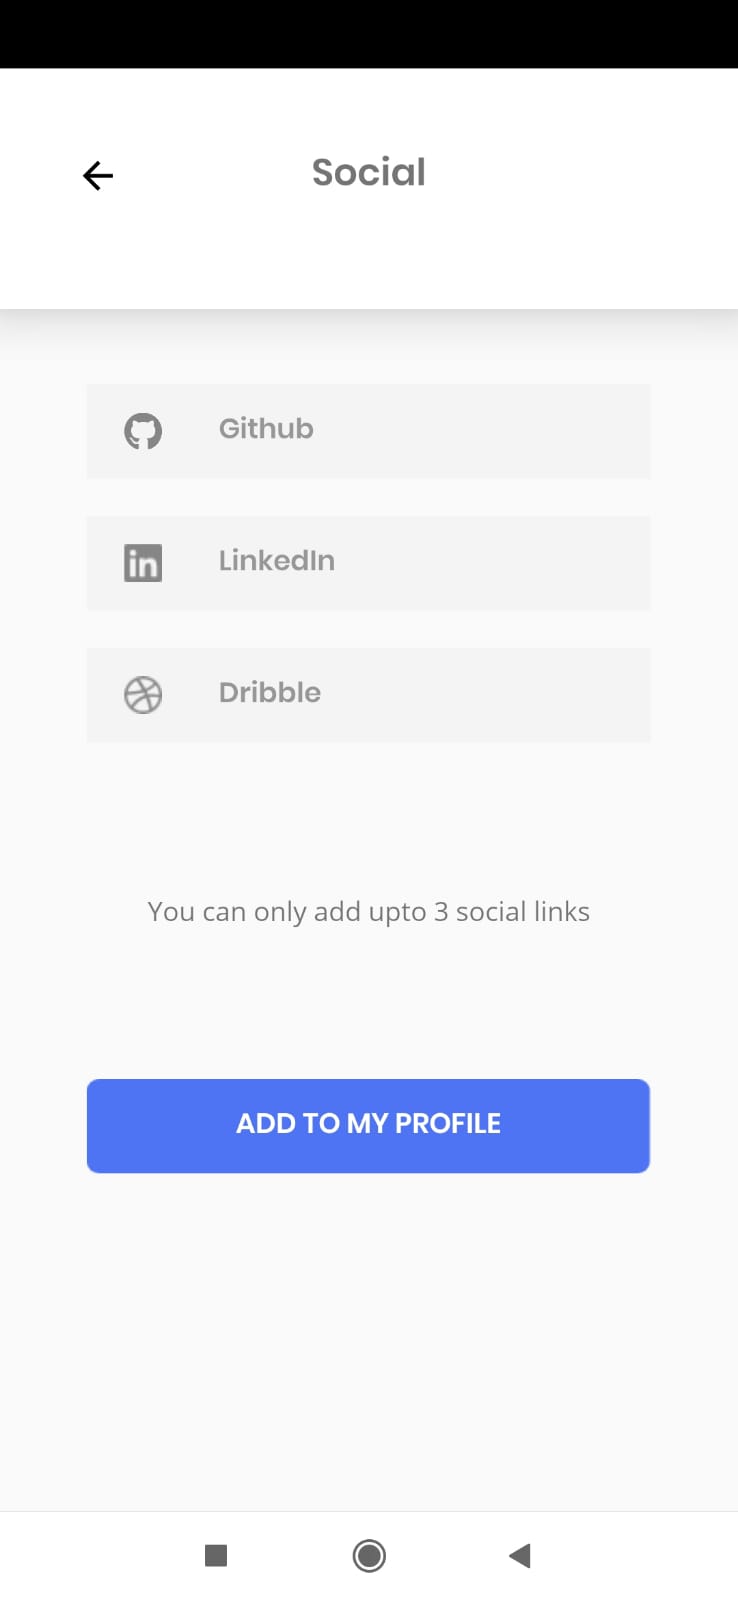 Social
Github
LinkedIn
Dribble
You can only add upto 3 social links
ADD TO MY PROFILE